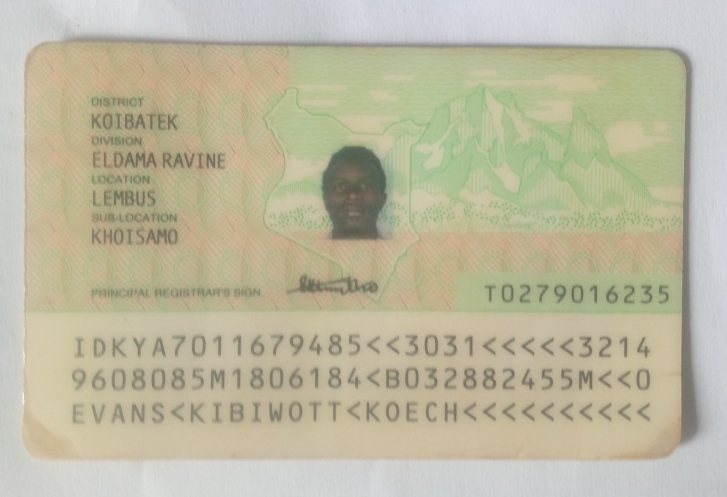 DISTRICT
KOIBATEK
DIVISION
ELDAMA RAVINE
LOCATION
LEMBUS
SUB-LOCATION
KHOISAMO
PRINCIPAL REGISTRAR'S SIGN.
T0279016235
IDKYA7011679485<<3031<<<<<3214
9608085M1806184<B032882455M<<0
EVANS<KIBIWOTT<KOECH<<<<<<<<<<